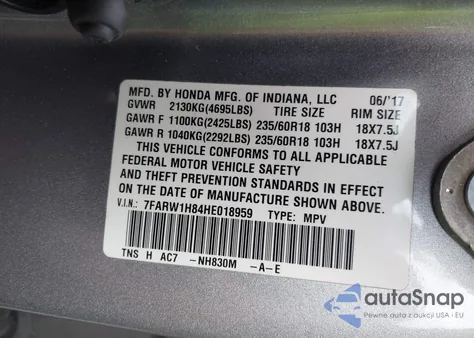 MFD. BY HONDA MFG. OF INDIANA, LLC 06/'17
GVWR 2130KG(4695LBS) TIRE SIZE RIM SIZE
GAWR F 1100KG(2425LBS) 235/60R18 103H 18X7.5J
GAWR R 1040KG(2292LBS) 235/60R18 103H 18X7.5J
THIS VEHICLE CONFORMS TO ALL APPLICABLE
FEDERAL MOTOR VEHICLE SAFETY
AND THEFT PREVENTION STANDARDS IN EFFECT
ON THE DATE OF MANUFACTURE SHOWN ABOVE.
V.I.N.: 7FARW1H84HE018959 TYPE: MPV
TNS H AC7 -NH830M -A-E
autoSnap
Pewne auta z aukcji USA i EU